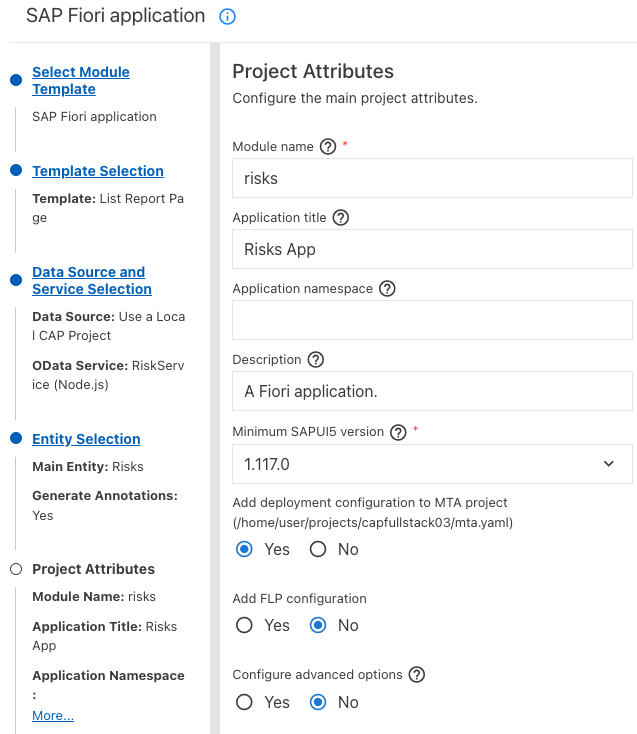 SAP Fiori application
Select Module
Template
SAP Fiori application
Template Selection
Template: List Report Pa
ge
Data Source and
Service Selection
Data Source: Use a Loca
l CAP Project
OData Service: RiskServ
ice (Node.js)
Entity Selection
Main Entity: Risks
Generate Annotations:
Yes
Project Attributes
Module Name: risks
Application Title: Risks
App
Application Namespace
:
More...
Project Attributes
Configure the main project attributes.
Module name *
risks
Application title
Risks App
Application namespace
Description
A Fiori application.
Minimum SAPUI5 version *
1.117.0
Add deployment configuration to MTA project
(/home/user/projects/capfullstack03/mta.yaml)
Yes No
Add FLP configuration
Yes No
Configure advanced options
Yes No